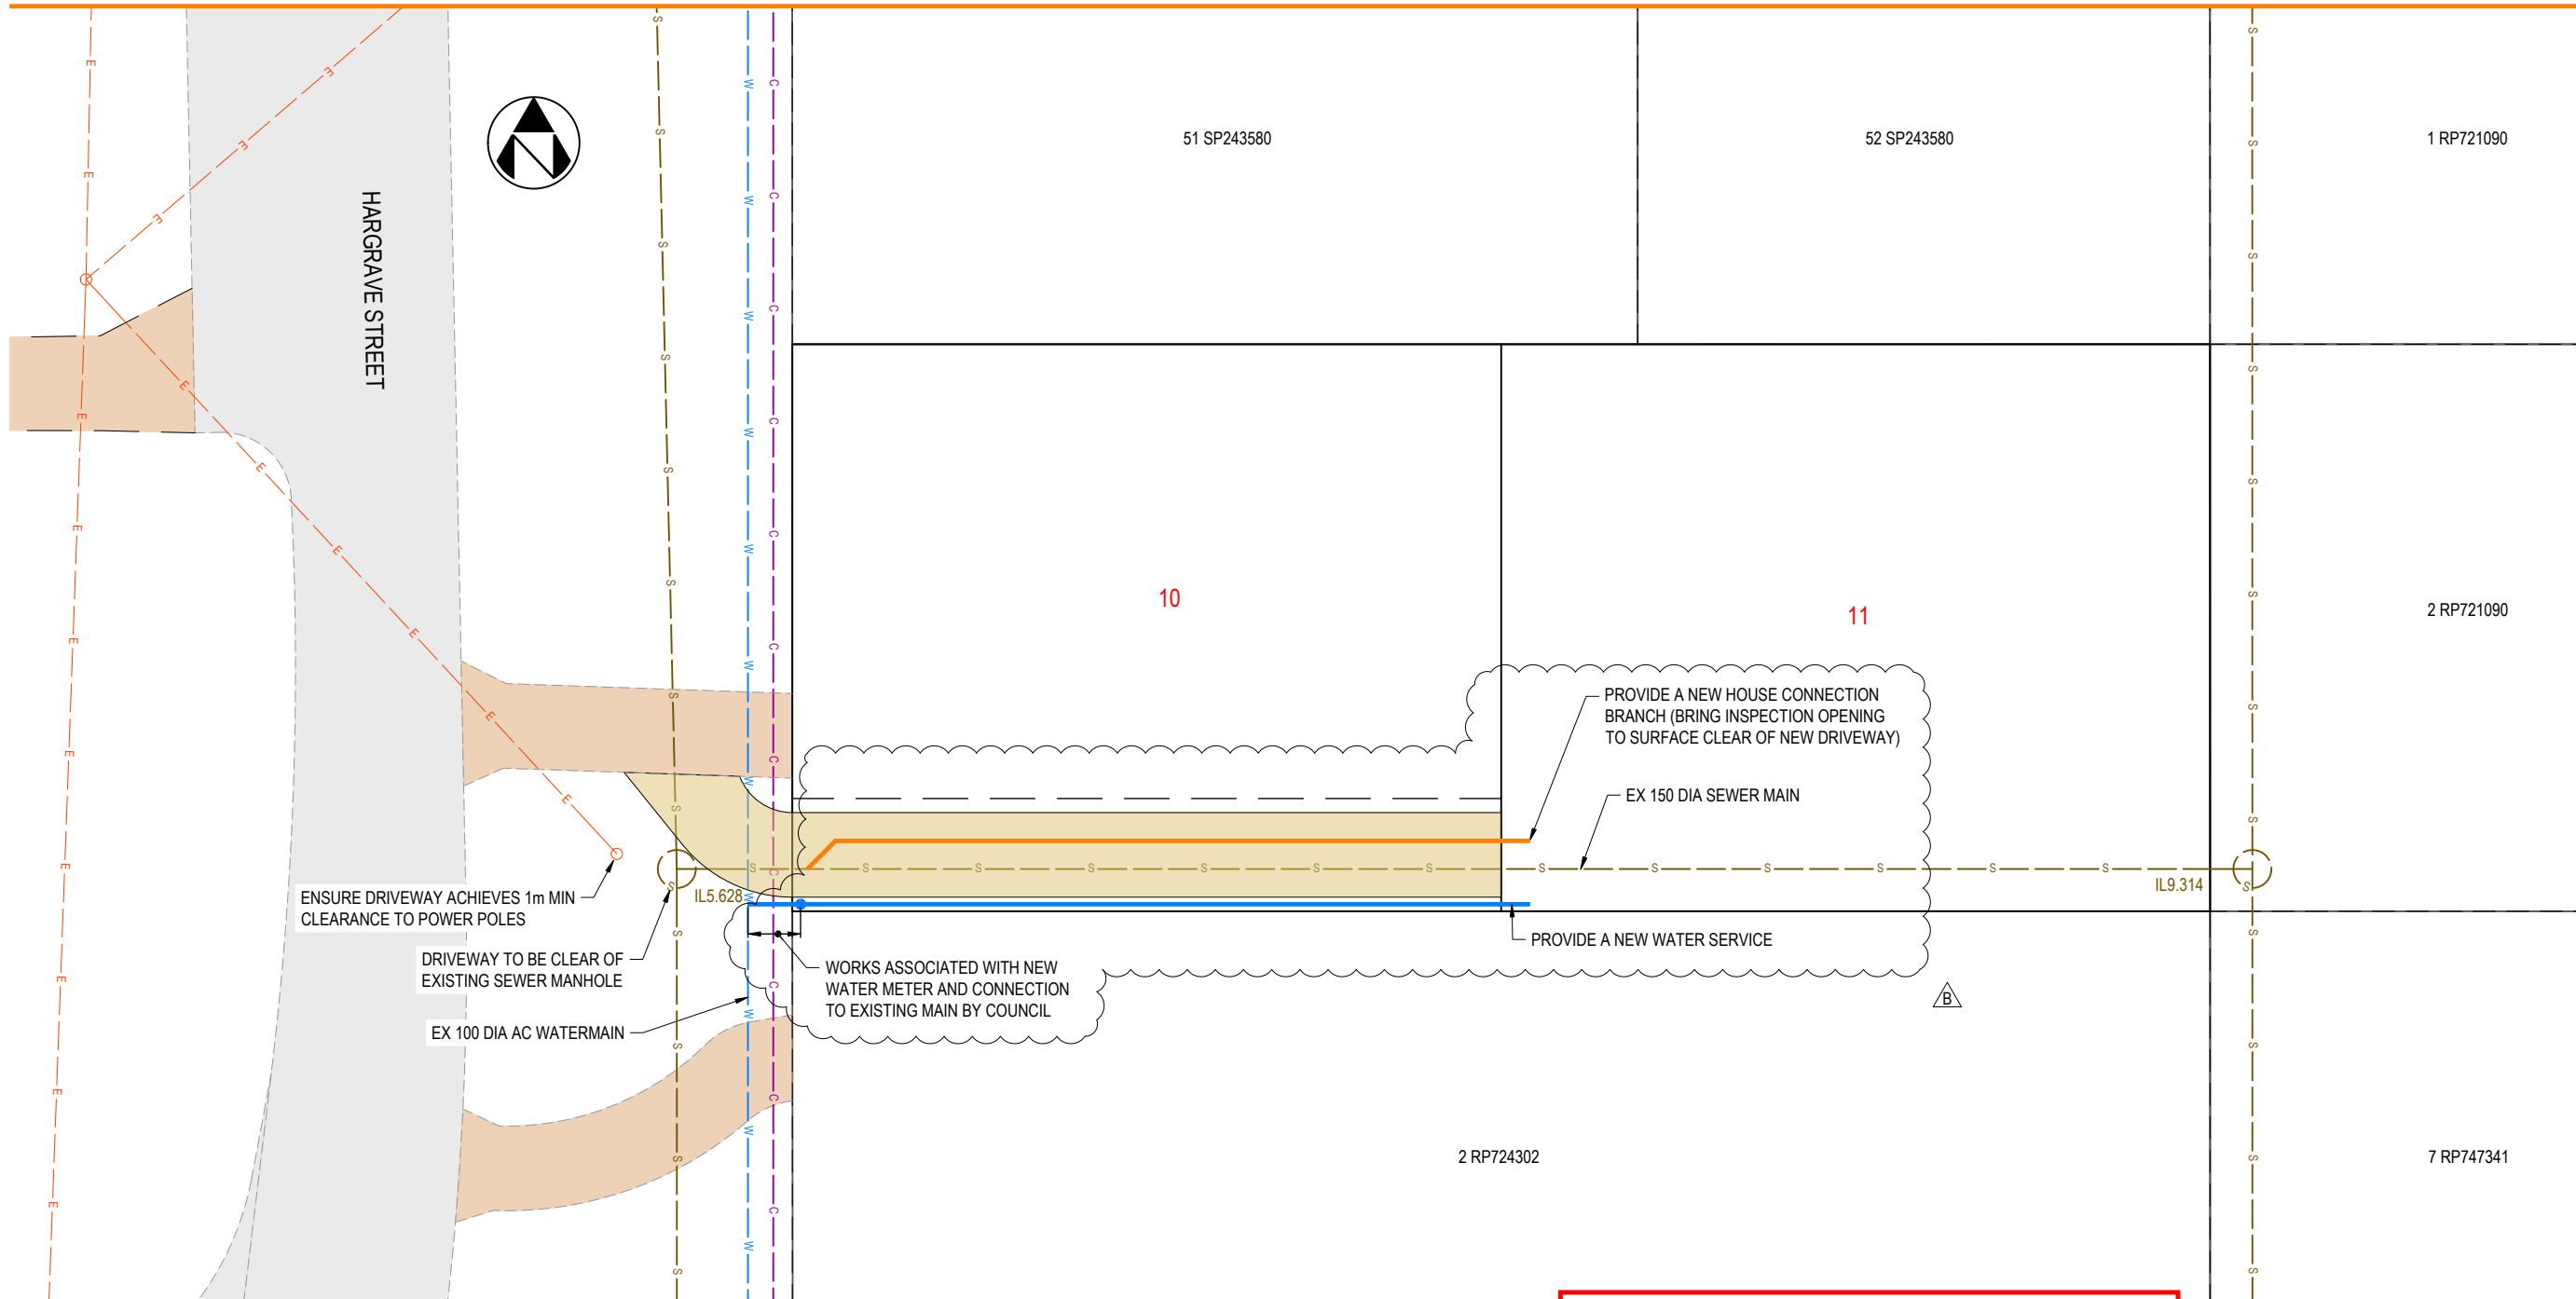 51 SP243580
52 SP243580
1 RP721090
N
HARGRAVE STREET
10
11
2 RP721090
PROVIDE A NEW HOUSE CONNECTION
BRANCH (BRING INSPECTION OPENING
TO SURFACE CLEAR OF NEW DRIVEWAY)
EX 150 DIA SEWER MAIN
IL5.628
IL9.314
ENSURE DRIVEWAY ACHIEVES 1m MIN
CLEARANCE TO POWER POLES
DRIVEWAY TO BE CLEAR OF
EXISTING SEWER MANHOLE
EX 100 DIA AC WATERMAIN
PROVIDE A NEW WATER SERVICE
WORKS ASSOCIATED WITH NEW
WATER METER AND CONNECTION
TO EXISTING MAIN BY COUNCIL
B
2 RP724302
7 RP747341